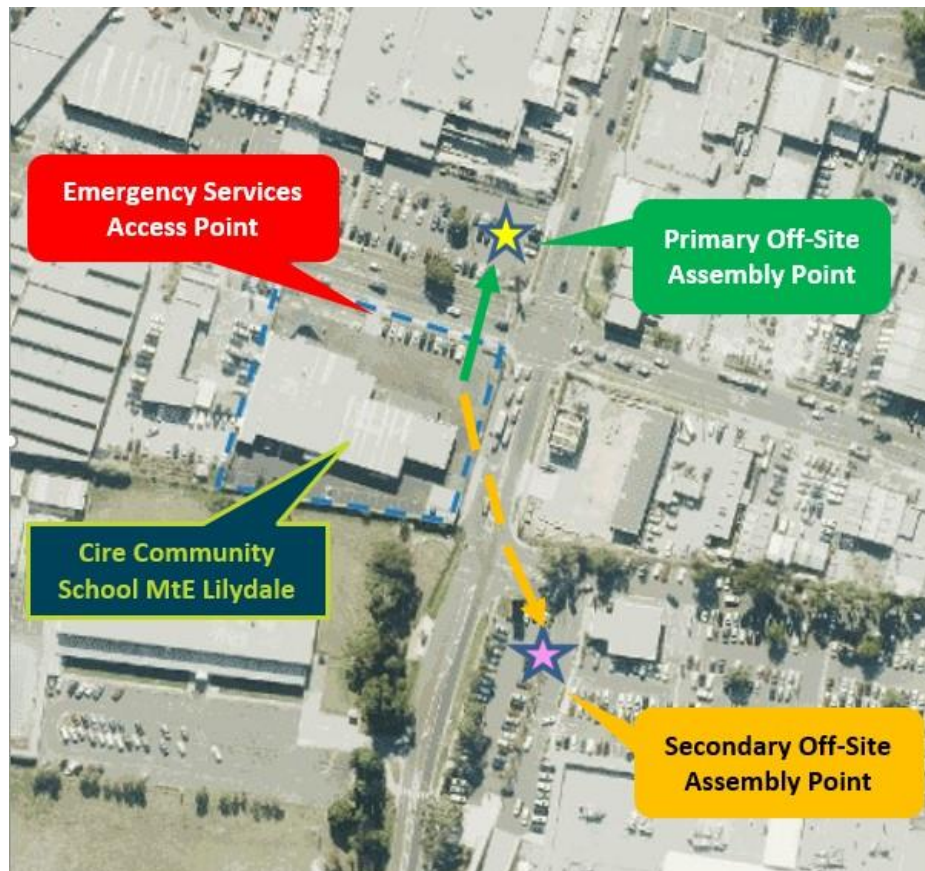 Emergency Services
Access Point
Primary Off-Site
Assembly Point
Cire Community
School MtE Lilydale
Secondary Off-Site
Assembly Point